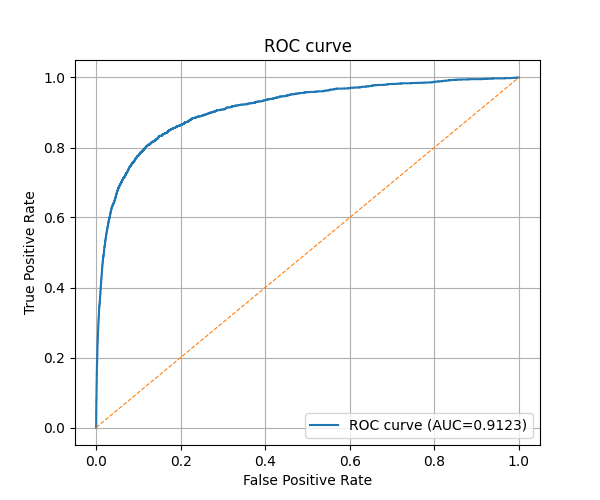 ROC curve
True Positive Rate
1.0
0.8
0.6
0.4
0.2
0.0
ROC curve (AUC=0.9123)
0.0 0.2 0.4 0.6 0.8 1.0
False Positive Rate